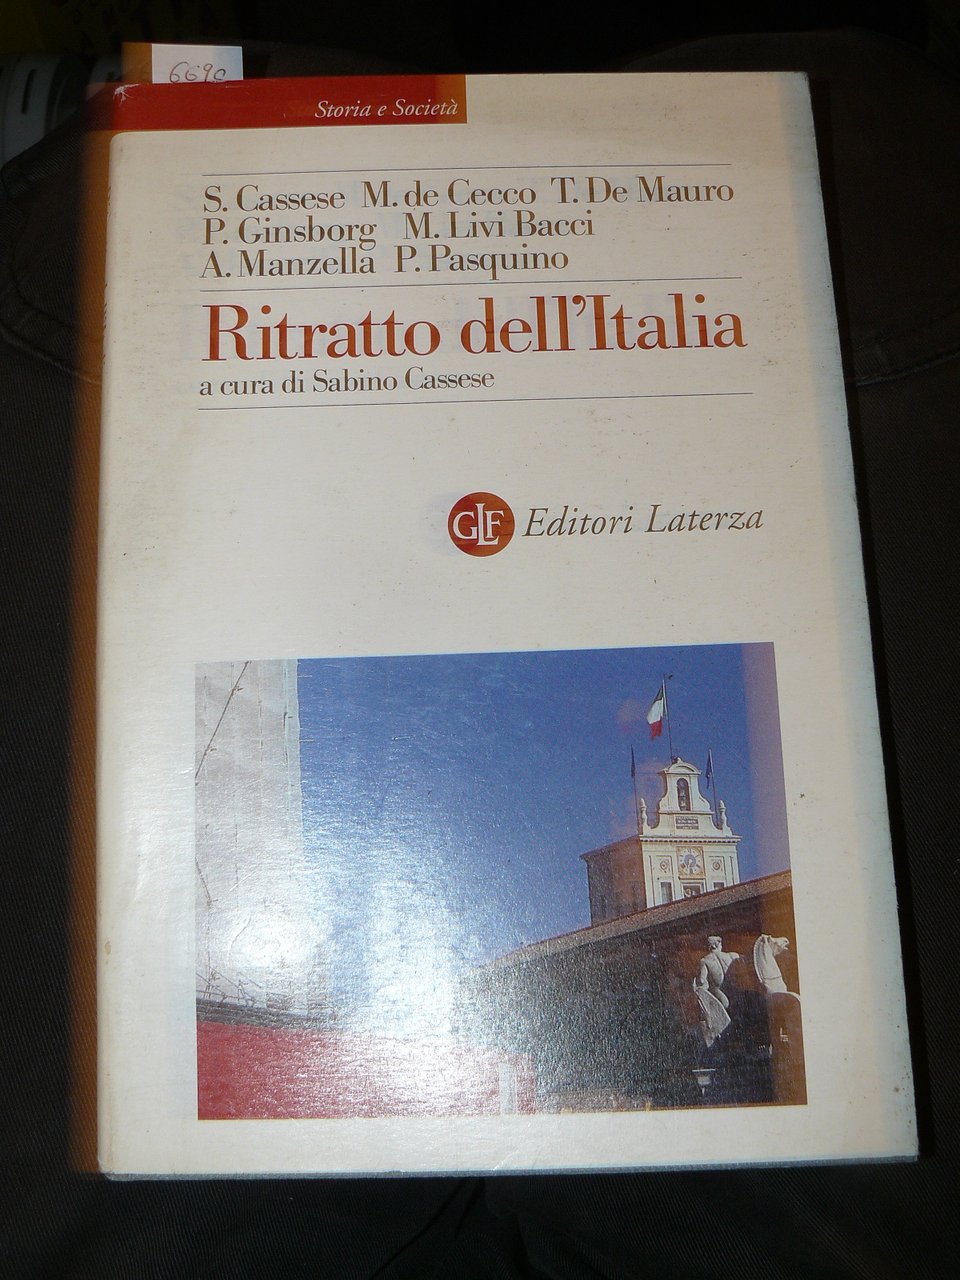 669c
Storia e Società
S. Cassese M. de Cecco T. De Mauro
P. Ginsborg M. Livi Bacci
A. Manzella P. Pasquino
Ritratto dell'Italia
a cura di Sabino Cassese
GLF Editori Laterza